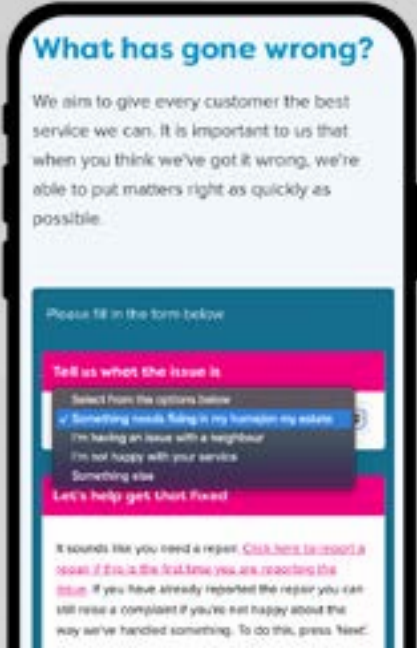 What has gone wrong?
We aim to give every customer the best
service we can. It is important to us that
when you think we've got it wrong, we're
able to put matters right as quickly as
possible.
Please fill in the form below
Tell us what the issue is
Select from the options below
✓ Something needs fixing in my home/on my estate
I'm having an issue with a neighbour
I'm not happy with your service
Something else
Let's help get that fixed
It sounds like you need a repair. Click here to report a
repair if this is the first time you are reporting the
issue. If you have already reported the repair you can
still raise a complaint if you're not happy about the
way we've handled something. To do this, press 'Next'.